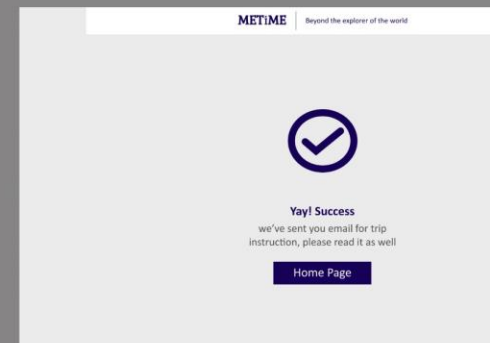 METiME
Beyond the explorer of the world
Yay! Success
we've sent you email for trip
instruction, please read it as well
Home Page